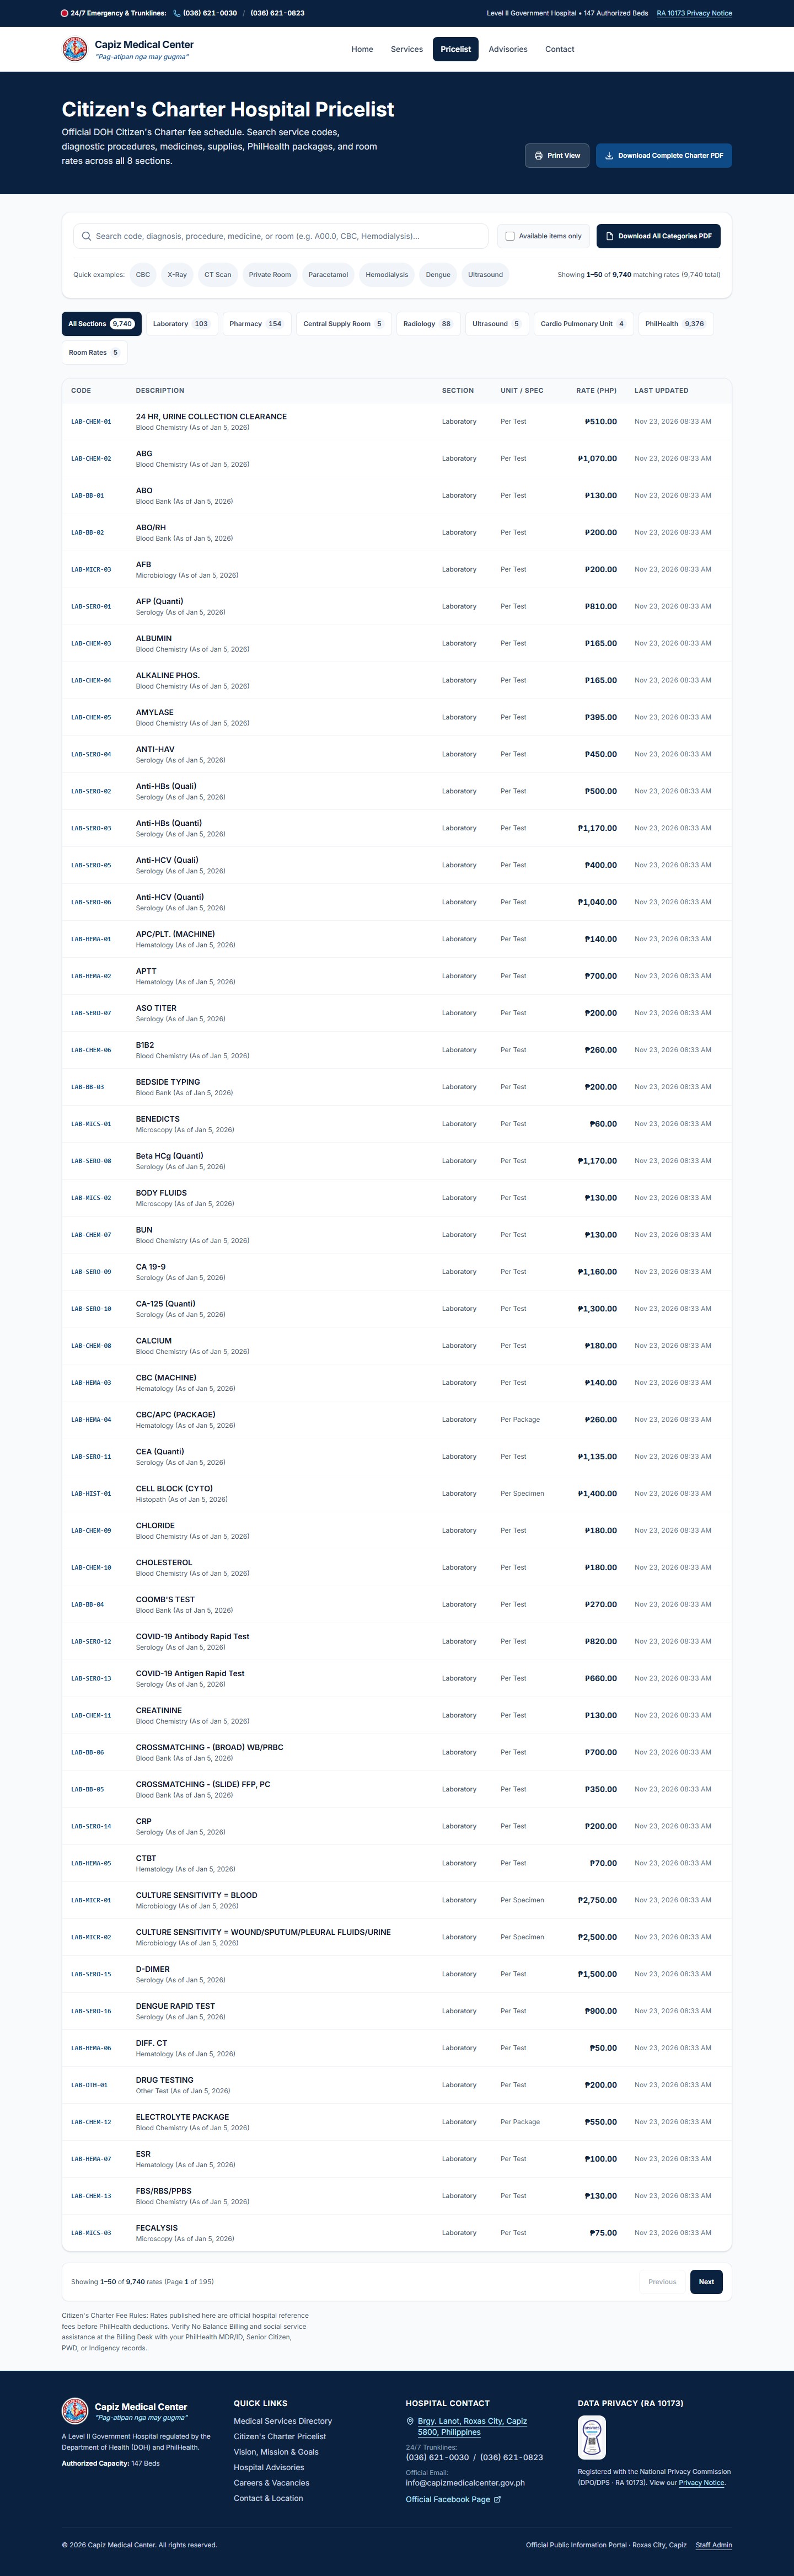 24/7 Emergency & Trunklines: (036) 621-0030 / (036) 621-0823
Level II Government Hospital • 147 Authorized Beds RA 10173 Privacy Notice
Capiz Medical Center
"Pag-atipan nga may gugma"
Home Services Pricelist Advisories Contact
Citizen's Charter Hospital Pricelist
Official DOH Citizen's Charter fee schedule. Search service codes,
diagnostic procedures, medicines, supplies, PhilHealth packages, and room
rates across all 8 sections.
Print View
Download Complete Charter PDF
Search code, diagnosis, procedure, medicine, or room (e.g. A00.0, CBC, Hemodialysis)...
Available items only
Download All Categories PDF
Quick examples: CBC X-Ray CT Scan Private Room Paracetamol Hemodialysis Dengue Ultrasound
Showing 1–50 of 9,740 matching rates (9,740 total)
All Sections 9,740 Laboratory 103 Pharmacy 154 Central Supply Room 5 Radiology 88 Ultrasound 5 Cardio Pulmonary Unit 4 PhilHealth 9,376
Room Rates 5
CODE DESCRIPTION SECTION UNIT / SPEC RATE (PHP) LAST UPDATED
LAB-CHEM-01 24 HR, URINE COLLECTION CLEARANCE Laboratory Per Test ₱510.00 Nov 23, 2026 08:33 AM
Blood Chemistry (As of Jan 5, 2026)
LAB-CHEM-02 ABG Laboratory Per Test ₱1,070.00 Nov 23, 2026 08:33 AM
Blood Chemistry (As of Jan 5, 2026)
LAB-BB-01 ABO Laboratory Per Test ₱130.00 Nov 23, 2026 08:33 AM
Blood Bank (As of Jan 5, 2026)
LAB-BB-02 ABO/RH Laboratory Per Test ₱200.00 Nov 23, 2026 08:33 AM
Blood Bank (As of Jan 5, 2026)
LAB-MICR-03 AFB Laboratory Per Test ₱200.00 Nov 23, 2026 08:33 AM
Microbiology (As of Jan 5, 2026)
LAB-SERO-01 AFP (Quanti) Laboratory Per Test ₱810.00 Nov 23, 2026 08:33 AM
Serology (As of Jan 5, 2026)
LAB-CHEM-03 ALBUMIN Laboratory Per Test ₱165.00 Nov 23, 2026 08:33 AM
Blood Chemistry (As of Jan 5, 2026)
LAB-CHEM-04 ALKALINE PHOS. Laboratory Per Test ₱165.00 Nov 23, 2026 08:33 AM
Blood Chemistry (As of Jan 5, 2026)
LAB-CHEM-05 AMYLASE Laboratory Per Test ₱395.00 Nov 23, 2026 08:33 AM
Blood Chemistry (As of Jan 5, 2026)
LAB-SERO-04 ANTI-HAV Laboratory Per Test ₱450.00 Nov 23, 2026 08:33 AM
Serology (As of Jan 5, 2026)
LAB-SERO-02 Anti-HBs (Quali) Laboratory Per Test ₱500.00 Nov 23, 2026 08:33 AM
Serology (As of Jan 5, 2026)
LAB-SERO-03 Anti-HBs (Quanti) Laboratory Per Test ₱1,170.00 Nov 23, 2026 08:33 AM
Serology (As of Jan 5, 2026)
LAB-SERO-05 Anti-HCV (Quali) Laboratory Per Test ₱400.00 Nov 23, 2026 08:33 AM
Serology (As of Jan 5, 2026)
LAB-SERO-06 Anti-HCV (Quanti) Laboratory Per Test ₱1,040.00 Nov 23, 2026 08:33 AM
Serology (As of Jan 5, 2026)
LAB-HEMA-01 APC/PLT. (MACHINE) Laboratory Per Test ₱140.00 Nov 23, 2026 08:33 AM
Hematology (As of Jan 5, 2026)
LAB-HEMA-02 APTT Laboratory Per Test ₱700.00 Nov 23, 2026 08:33 AM
Hematology (As of Jan 5, 2026)
LAB-SERO-07 ASO TITER Laboratory Per Test ₱200.00 Nov 23, 2026 08:33 AM
Serology (As of Jan 5, 2026)
LAB-CHEM-06 B1B2 Laboratory Per Test ₱260.00 Nov 23, 2026 08:33 AM
Blood Chemistry (As of Jan 5, 2026)
LAB-BB-03 BEDSIDE TYPING Laboratory Per Test ₱200.00 Nov 23, 2026 08:33 AM
Blood Bank (As of Jan 5, 2026)
LAB-MICS-01 BENEDICTS Laboratory Per Test ₱60.00 Nov 23, 2026 08:33 AM
Microscopy (As of Jan 5, 2026)
LAB-SERO-08 Beta HCg (Quanti) Laboratory Per Test ₱1,170.00 Nov 23, 2026 08:33 AM
Serology (As of Jan 5, 2026)
LAB-MICS-02 BODY FLUIDS Laboratory Per Test ₱130.00 Nov 23, 2026 08:33 AM
Microscopy (As of Jan 5, 2026)
LAB-CHEM-07 BUN Laboratory Per Test ₱130.00 Nov 23, 2026 08:33 AM
Blood Chemistry (As of Jan 5, 2026)
LAB-SERO-09 CA 19-9 Laboratory Per Test ₱1,160.00 Nov 23, 2026 08:33 AM
Serology (As of Jan 5, 2026)
LAB-SERO-10 CA-125 (Quanti) Laboratory Per Test ₱1,300.00 Nov 23, 2026 08:33 AM
Serology (As of Jan 5, 2026)
LAB-CHEM-08 CALCIUM Laboratory Per Test ₱180.00 Nov 23, 2026 08:33 AM
Blood Chemistry (As of Jan 5, 2026)
LAB-HEMA-03 CBC (MACHINE) Laboratory Per Test ₱140.00 Nov 23, 2026 08:33 AM
Hematology (As of Jan 5, 2026)
LAB-HEMA-04 CBC/APC (PACKAGE) Laboratory Per Package ₱260.00 Nov 23, 2026 08:33 AM
Hematology (As of Jan 5, 2026)
LAB-SERO-11 CEA (Quanti) Laboratory Per Test ₱1,135.00 Nov 23, 2026 08:33 AM
Serology (As of Jan 5, 2026)
LAB-HIST-01 CELL BLOCK (CYTO) Laboratory Per Specimen ₱1,400.00 Nov 23, 2026 08:33 AM
Histopath (As of Jan 5, 2026)
LAB-CHEM-09 CHLORIDE Laboratory Per Test ₱180.00 Nov 23, 2026 08:33 AM
Blood Chemistry (As of Jan 5, 2026)
LAB-CHEM-10 CHOLESTEROL Laboratory Per Test ₱180.00 Nov 23, 2026 08:33 AM
Blood Chemistry (As of Jan 5, 2026)
LAB-BB-04 COOMB'S TEST Laboratory Per Test ₱270.00 Nov 23, 2026 08:33 AM
Blood Bank (As of Jan 5, 2026)
LAB-SERO-12 COVID-19 Antibody Rapid Test Laboratory Per Test ₱820.00 Nov 23, 2026 08:33 AM
Serology (As of Jan 5, 2026)
LAB-SERO-13 COVID-19 Antigen Rapid Test Laboratory Per Test ₱660.00 Nov 23, 2026 08:33 AM
Serology (As of Jan 5, 2026)
LAB-CHEM-11 CREATININE Laboratory Per Test ₱130.00 Nov 23, 2026 08:33 AM
Blood Chemistry (As of Jan 5, 2026)
LAB-BB-06 CROSSMATCHING - (BROAD) WB/PRBC Laboratory Per Test ₱700.00 Nov 23, 2026 08:33 AM
Blood Bank (As of Jan 5, 2026)
LAB-BB-05 CROSSMATCHING - (SLIDE) FFP, PC Laboratory Per Test ₱350.00 Nov 23, 2026 08:33 AM
Blood Bank (As of Jan 5, 2026)
LAB-SERO-14 CRP Laboratory Per Test ₱200.00 Nov 23, 2026 08:33 AM
Serology (As of Jan 5, 2026)
LAB-HEMA-05 CTBT Laboratory Per Test ₱70.00 Nov 23, 2026 08:33 AM
Hematology (As of Jan 5, 2026)
LAB-MICR-01 CULTURE SENSITIVITY = BLOOD Laboratory Per Specimen ₱2,750.00 Nov 23, 2026 08:33 AM
Microbiology (As of Jan 5, 2026)
LAB-MICR-02 CULTURE SENSITIVITY = WOUND/SPUTUM/PLEURAL FLUIDS/URINE Laboratory Per Specimen ₱2,500.00 Nov 23, 2026 08:33 AM
Microbiology (As of Jan 5, 2026)
LAB-SERO-15 D-DIMER Laboratory Per Test ₱1,500.00 Nov 23, 2026 08:33 AM
Serology (As of Jan 5, 2026)
LAB-SERO-16 DENGUE RAPID TEST Laboratory Per Test ₱900.00 Nov 23, 2026 08:33 AM
Serology (As of Jan 5, 2026)
LAB-HEMA-06 DIFF. CT Laboratory Per Test ₱50.00 Nov 23, 2026 08:33 AM
Hematology (As of Jan 5, 2026)
LAB-OTH-01 DRUG TESTING Laboratory Per Test ₱200.00 Nov 23, 2026 08:33 AM
Other Test (As of Jan 5, 2026)
LAB-CHEM-12 ELECTROLYTE PACKAGE Laboratory Per Package ₱550.00 Nov 23, 2026 08:33 AM
Blood Chemistry (As of Jan 5, 2026)
LAB-HEMA-07 ESR Laboratory Per Test ₱100.00 Nov 23, 2026 08:33 AM
Hematology (As of Jan 5, 2026)
LAB-CHEM-13 FBS/RBS/PPBS Laboratory Per Test ₱130.00 Nov 23, 2026 08:33 AM
Blood Chemistry (As of Jan 5, 2026)
LAB-MICS-03 FECALYSIS Laboratory Per Test ₱75.00 Nov 23, 2026 08:33 AM
Microscopy (As of Jan 5, 2026)
Showing 1–50 of 9,740 rates (Page 1 of 195)
Previous Next
Citizen's Charter Fee Rules: Rates published here are official hospital reference
fees before PhilHealth deductions. Verify No Balance Billing and social service
assistance at the Billing Desk with your PhilHealth MDR/ID, Senior Citizen,
PWD, or Indigency records.
Capiz Medical Center
"Pag-atipan nga may gugma"
A Level II Government Hospital regulated by the
Department of Health (DOH) and PhilHealth.
Authorized Capacity: 147 Beds
QUICK LINKS
Medical Services Directory
Citizen's Charter Pricelist
Vision, Mission & Goals
Hospital Advisories
Careers & Vacancies
Contact & Location
HOSPITAL CONTACT
Brgy. Lanot, Roxas City, Capiz
5800, Philippines
24/7 Trunklines:
(036) 621-0030 / (036) 621-0823
Official Email:
info@capizmedicalcenter.gov.ph
Official Facebook Page
DATA PRIVACY (RA 10173)
Registered with the National Privacy Commission
(DPO/DPS · RA 10173). View our Privacy Notice.
© 2026 Capiz Medical Center. All rights reserved.
Official Public Information Portal · Roxas City, Capiz Staff Admin